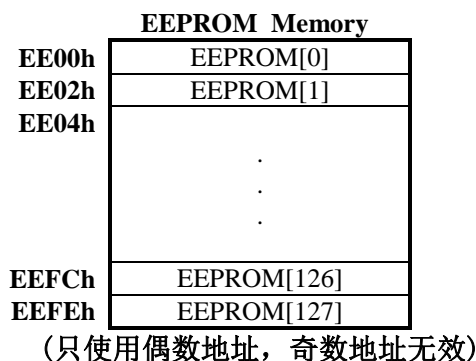 EEPROM Memory
EE00h EEPROM[0]
EE02h EEPROM[1]
EE04h
.
.
.
EEFCh EEPROM[126]
EEFEh EEPROM[127]
(只使用偶数地址，奇数地址无效)